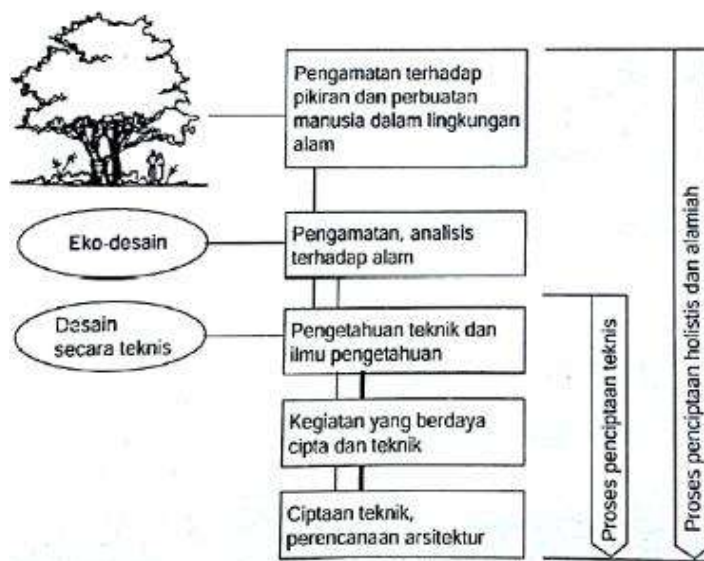 Pengamatan terhadap
pikiran dan perbuatan
manusia dalam lingkungan
alam
Eko-desain
Pengamatan, analisis
terhadap alam
Desain
secara teknis
Pengetahuan teknik dan
ilmu pengetahuan
Kegiatan yang berdaya
cipta dan teknik
Ciptaan teknik,
perencanaan arsitektur
Proses penciptaan teknis
Proses penciptaan holistis dan alamiah